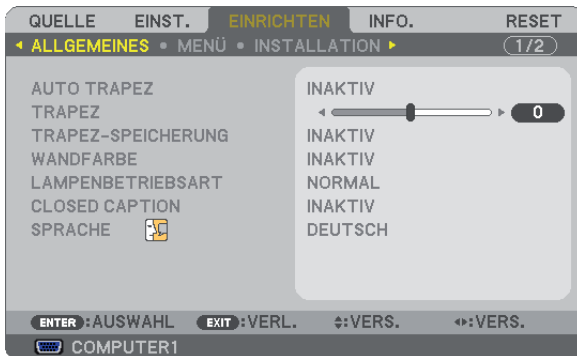 QUELLE EINST. EINRICHTEN INFO. RESET
ALLGEMEINES • MENÜ • INSTALLATION 1/2
AUTO TRAPEZ INAKTIV
TRAPEZ 0
TRAPEZ-SPEICHERUNG INAKTIV
WANDFARBE INAKTIV
LAMPENBETRIEBSART NORMAL
CLOSED CAPTION INAKTIV
SPRACHE DEUTSCH
ENTER :AUSWAHL EXIT :VERL. :VERS. :VERS.
COMPUTER1